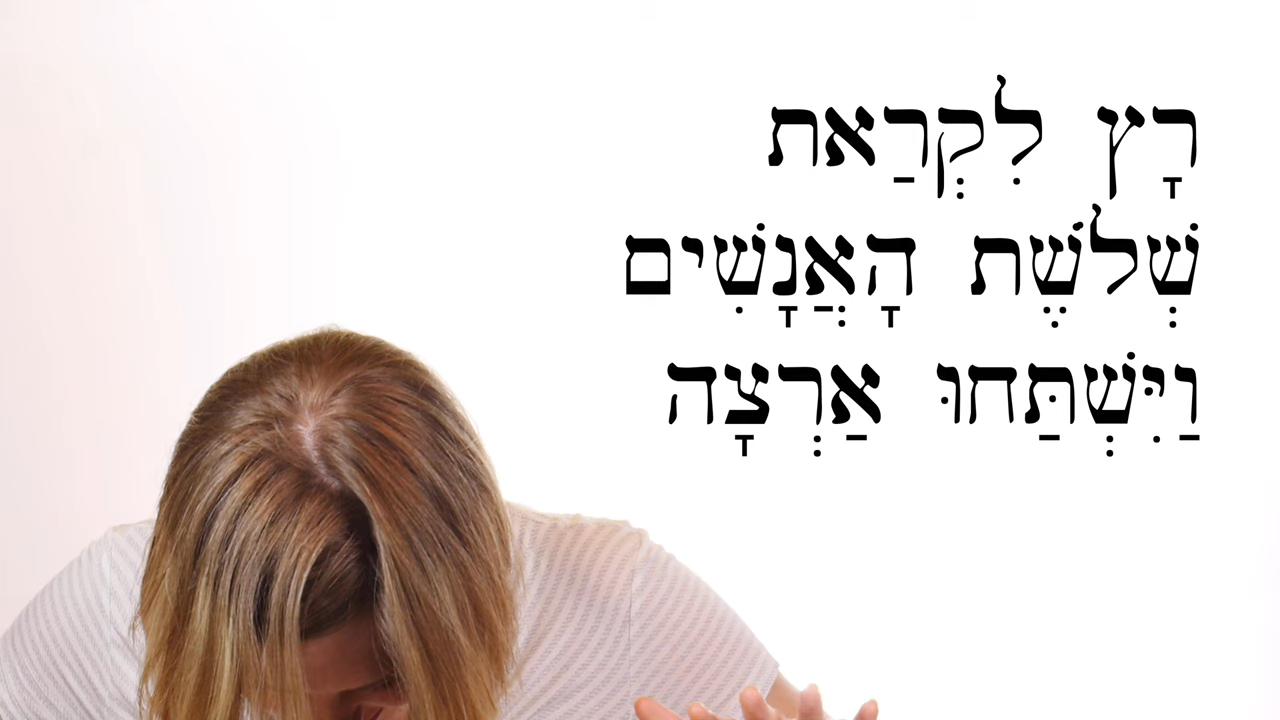 רָץ לִקְרַאת
שְׁלֹשֶׁת הָאֲנָשִׁים
וַיִּשְׁתַּחוּ אַרְצָה